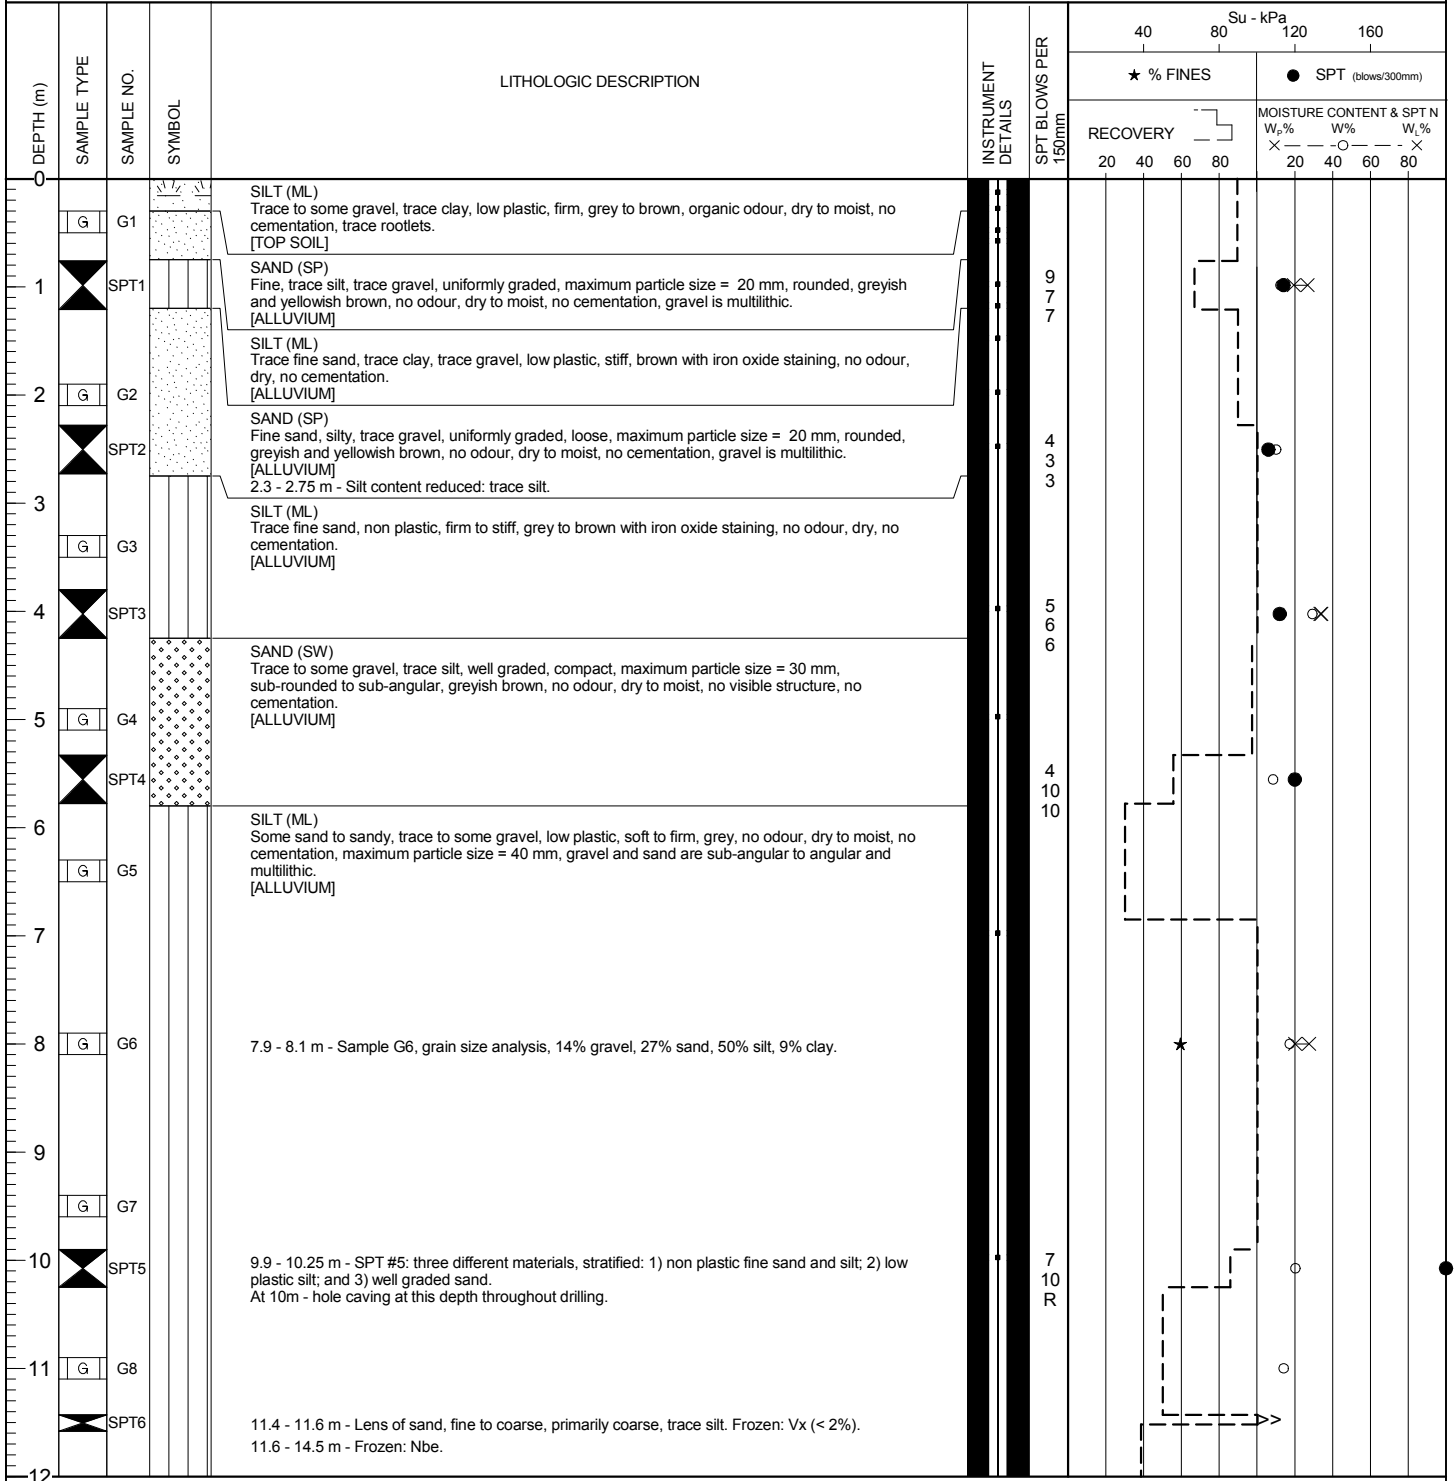 DEPTH (m)
SAMPLE TYPE
SAMPLE NO.
SYMBOL
LITHOLOGIC DESCRIPTION
INSTRUMENT
DETAILS
SPT BLOWS PER
150mm
Su - kPa
40 80 120 160
★ % FINES
● SPT (blows/300mm)
RECOVERY
MOISTURE CONTENT & SPT N
WP% W% WL%
20 40 60 80 20 40 60 80
0
SILT (ML)
Trace to some gravel, trace clay, low plastic, firm, grey to brown, organic odour, dry to moist, no
cementation, trace rootlets.
[TOP SOIL]
G G1
SAND (SP)
Fine, trace silt, trace gravel, uniformly graded, maximum particle size = 20 mm, rounded, greyish
and yellowish brown, no odour, dry to moist, no cementation, gravel is multilithic.
[ALLUVIUM]
1
SPT1
9
7
7
SILT (ML)
Trace fine sand, trace clay, trace gravel, low plastic, stiff, brown with iron oxide staining, no odour,
dry, no cementation.
[ALLUVIUM]
2
G G2
SAND (SP)
Fine sand, silty, trace gravel, uniformly graded, loose, maximum particle size = 20 mm, rounded,
greyish and yellowish brown, no odour, dry to moist, no cementation, gravel is multilithic.
[ALLUVIUM]
2.3 - 2.75 m - Silt content reduced: trace silt.
SPT2
4
3
3
3
SILT (ML)
Trace fine sand, non plastic, firm to stiff, grey to brown with iron oxide staining, no odour, dry, no
cementation.
[ALLUVIUM]
G G3
4
SPT3
5
6
6
SAND (SW)
Trace to some gravel, trace silt, well graded, compact, maximum particle size = 30 mm,
sub-rounded to sub-angular, greyish brown, no odour, dry to moist, no visible structure, no
cementation.
[ALLUVIUM]
5
G G4
SPT4
4
10
10
6
SILT (ML)
Some sand to sandy, trace to some gravel, low plastic, soft to firm, grey, no odour, dry to moist, no
cementation, maximum particle size = 40 mm, gravel and sand are sub-angular to angular and
multilithic.
[ALLUVIUM]
G G5
7
8
G G6
7.9 - 8.1 m - Sample G6, grain size analysis, 14% gravel, 27% sand, 50% silt, 9% clay.
9
G G7
10
SPT5
9.9 - 10.25 m - SPT #5: three different materials, stratified: 1) non plastic fine sand and silt; 2) low
plastic silt; and 3) well graded sand.
At 10m - hole caving at this depth throughout drilling.
7
10
R
11
G G8
SPT6
11.4 - 11.6 m - Lens of sand, fine to coarse, primarily coarse, trace silt. Frozen: Vx (< 2%).
>>
11.6 - 14.5 m - Frozen: Nbe.
12